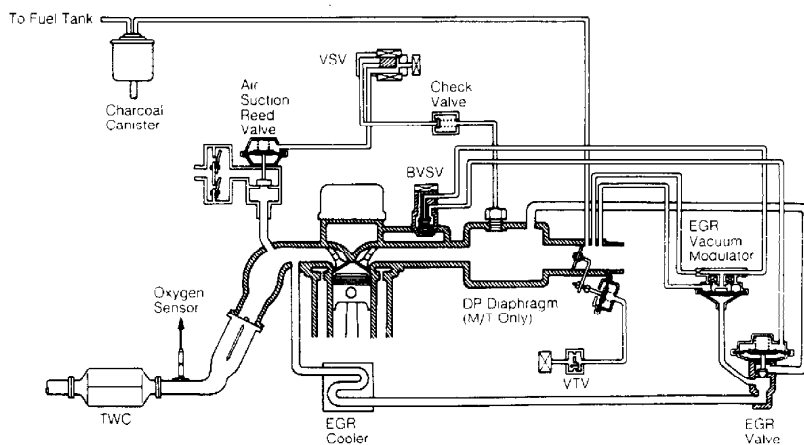 To Fuel Tank
VSV
Charcoal
Canister
Air
Suction
Reed
Valve
Check
Valve
BVSV
EGR
Vacuum
Modulator
Oxygen
Sensor
DP Diaphragm
(M/T Only)
VTV
TWC
EGR
Cooler
EGR
Valve